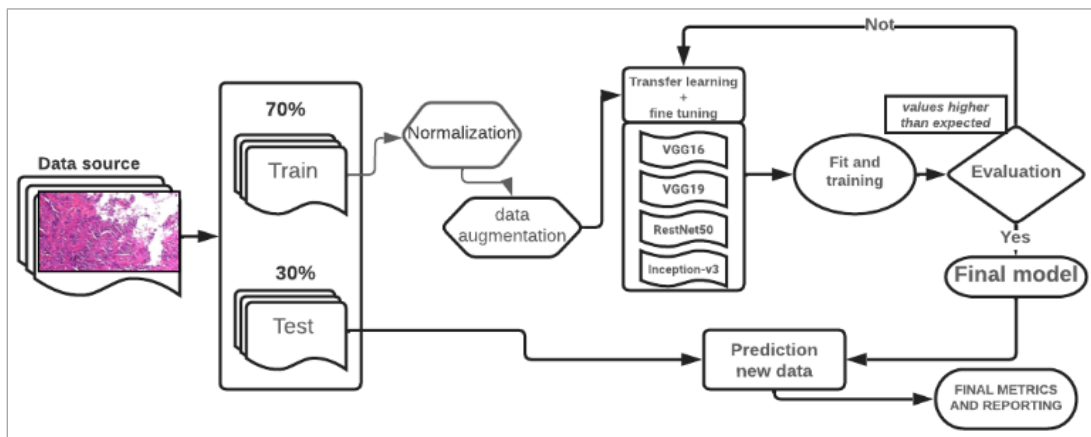 Data source
70%
Train
30%
Test
Normalization
data
augmentation
Transfer learning
+
fine tuning
VGG16
VGG19
RestNet50
Inception-v3
Fit and
training
Not
values higher
than expected
Evaluation
Yes
Final model
Prediction
new data
FINAL METRICS
AND REPORTING